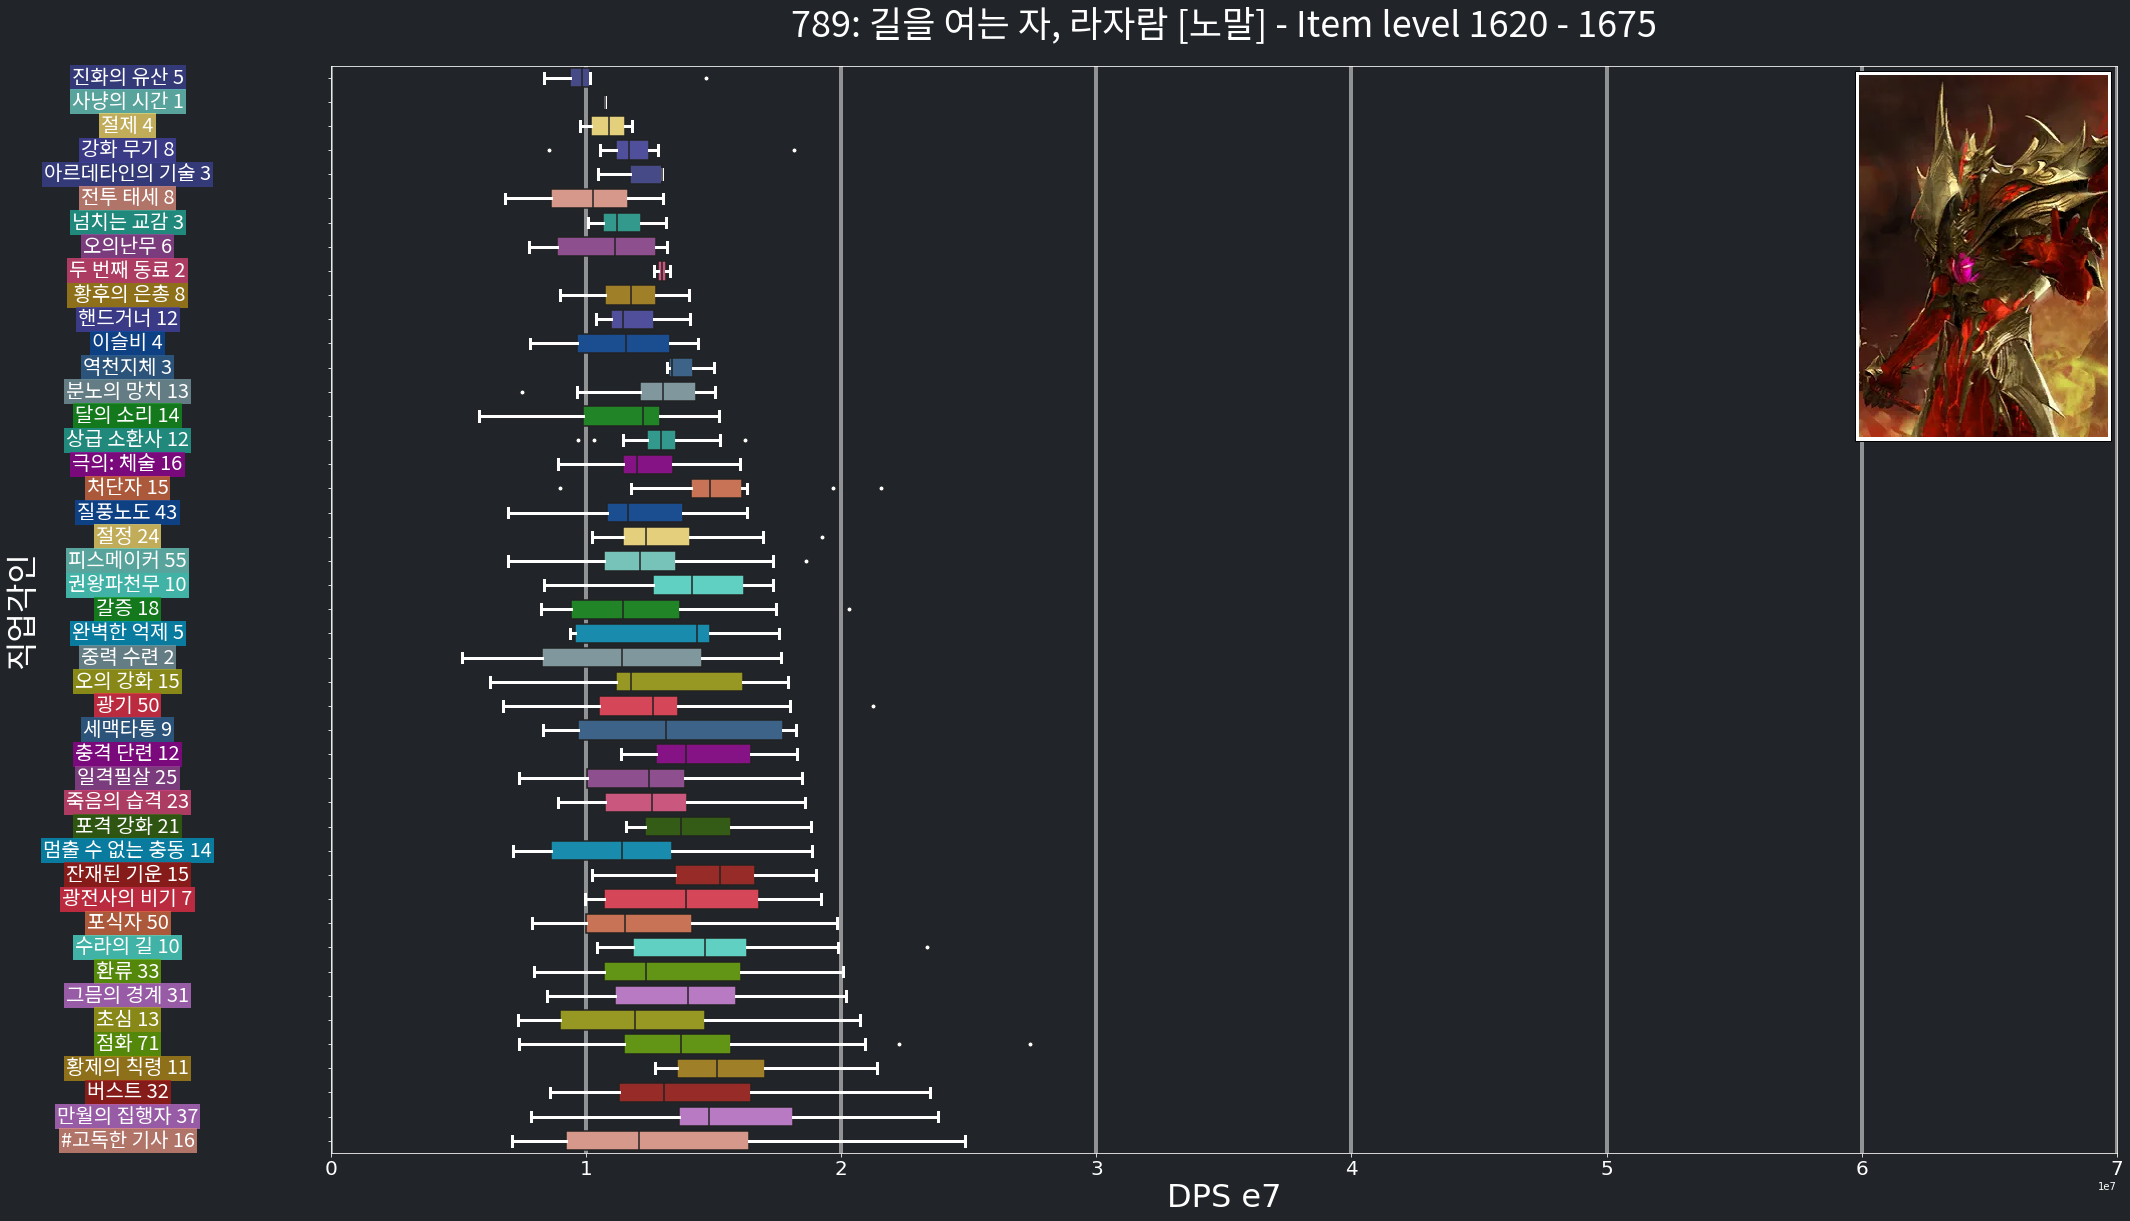 789: 길을 여는 자, 라자람 [노말] - Item level 1620 - 1675
진화의 유산 5
사냥의 시간 1
절제 4
강화 무기 8
아르데타인의 기술 3
전투 태세 8
넘치는 교감 3
오의난무 6
두 번째 동료 2
황후의 은총 8
핸드거너 12
이슬비 4
역천지체 3
분노의 망치 13
달의 소리 14
상급 소환사 12
극의: 체술 16
처단자 15
질풍노도 43
절정 24
피스메이커 55
권왕파천무 10
갈증 18
완벽한 억제 5
중력 수련 2
오의 강화 15
광기 50
세맥타통 9
충격 단련 12
일격필살 25
죽음의 습격 23
포격 강화 21
멈출 수 없는 충동 14
잔재된 기운 15
광전사의 비기 7
포식자 50
수라의 길 10
환류 33
그믐의 경계 31
초심 13
점화 71
황제의 칙령 11
버스트 32
만월의 집행자 37
#고독한 기사 16
직업각인
0 1 2 3 4 5 6 7
1e7
DPS e7